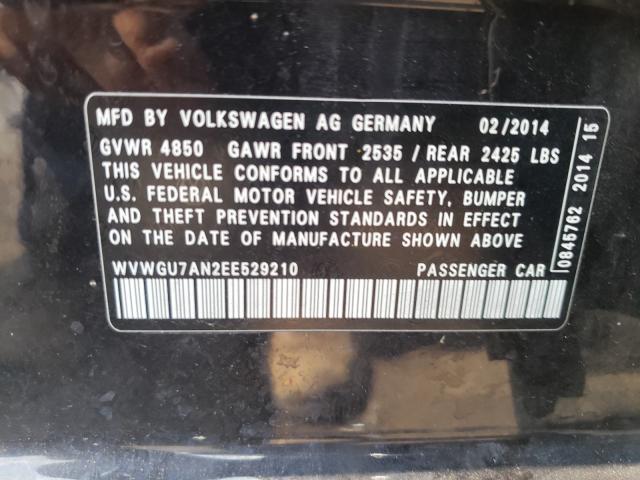 MFD BY VOLKSWAGEN AG GERMANY 02/2014
GVWR 4850 GAWR FRONT 2535 / REAR 2425 LBS
THIS VEHICLE CONFORMS TO ALL APPLICABLE
U.S. FEDERAL MOTOR VEHICLE SAFETY, BUMPER
AND THEFT PREVENTION STANDARDS IN EFFECT
ON THE DATE OF MANUFACTURE SHOWN ABOVE
WVWGU7AN2EE529210 PASSENGER CAR
0845762 2014 15